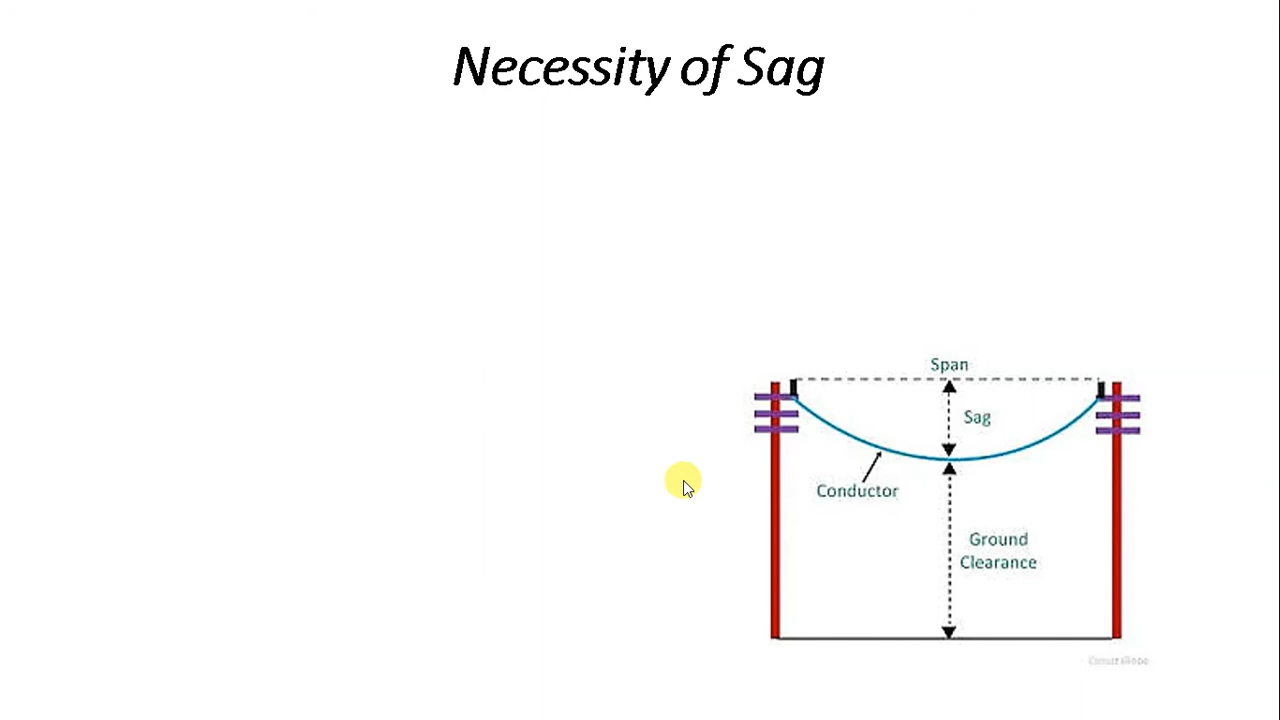 Necessity of Sag
Span
Sag
Conductor
Ground
Clearance